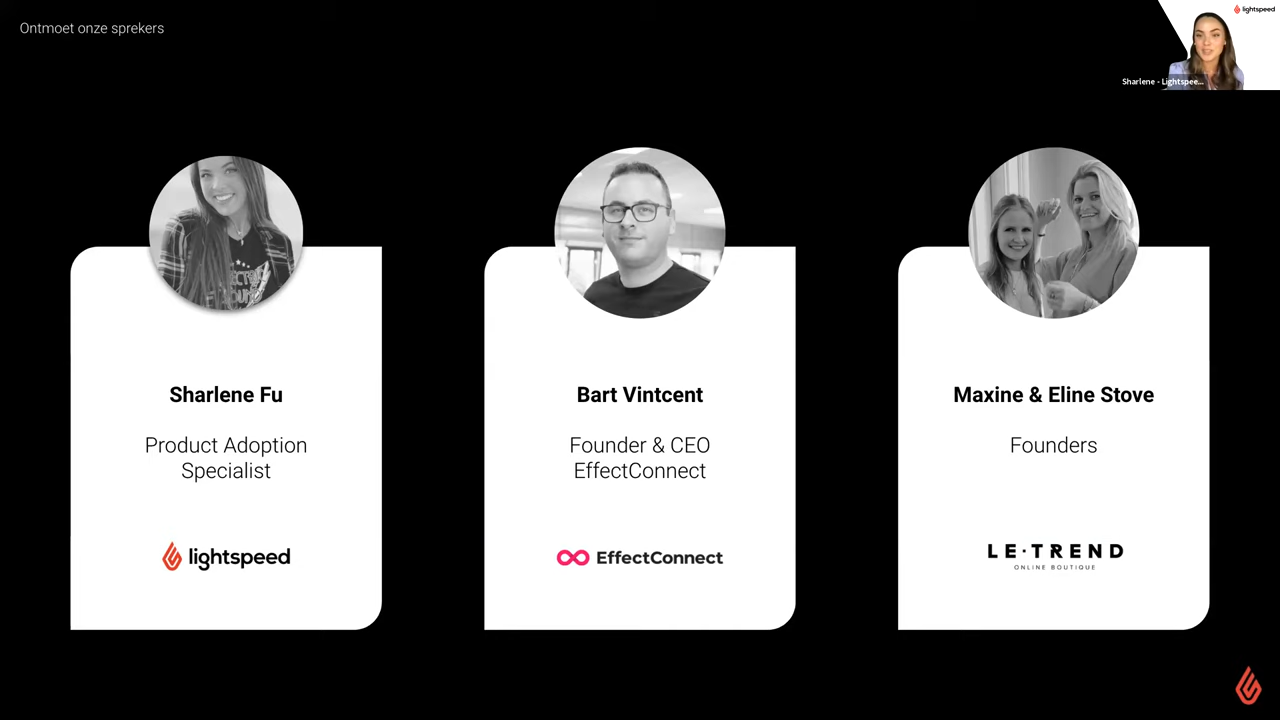 Ontmoet onze sprekers
lightspeed
Sharlene - Lightspee...
Sharlene Fu
Product Adoption
Specialist
lightspeed
Bart Vintcent
Founder & CEO
EffectConnect
EffectConnect
Maxine & Eline Stove
Founders
LE·TREND
ONLINE BOUTIQUE